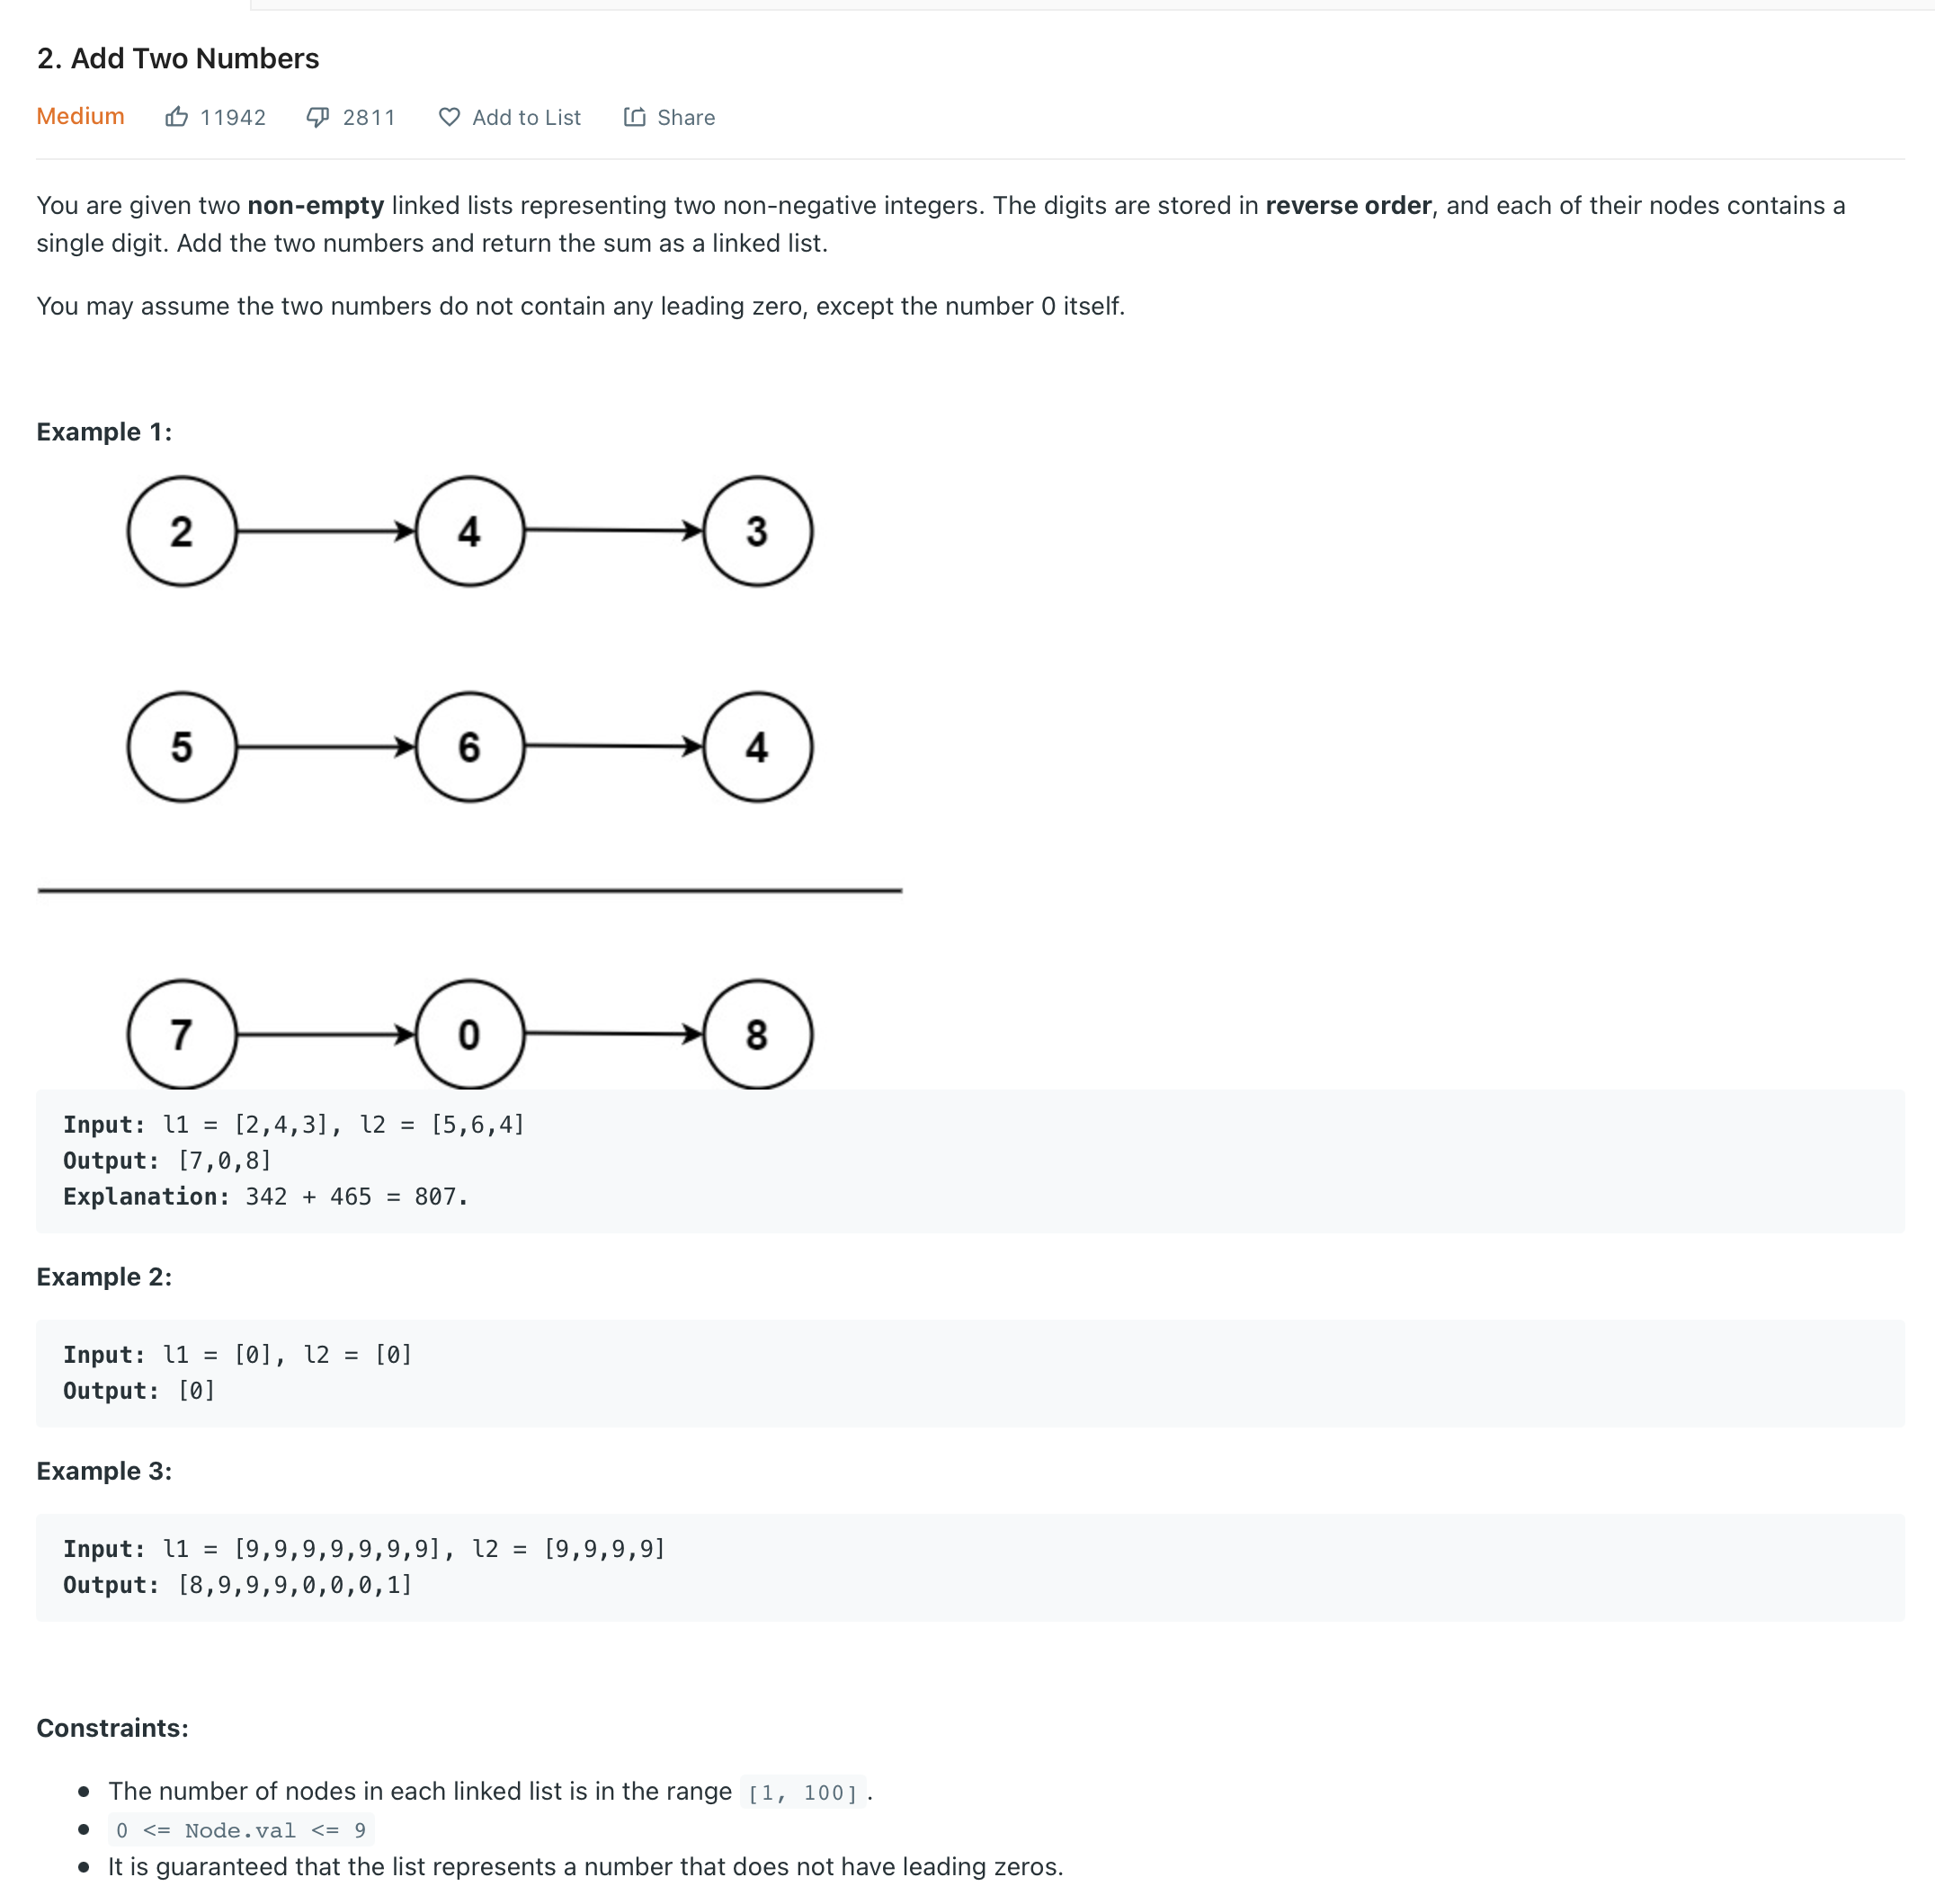 2. Add Two Numbers
Medium 11942 2811 Add to List Share
You are given two non-empty linked lists representing two non-negative integers. The digits are stored in reverse order, and each of their nodes contains a
single digit. Add the two numbers and return the sum as a linked list.
You may assume the two numbers do not contain any leading zero, except the number 0 itself.
Example 1:
2 4 3
5 6 4
7 0 8
Input: l1 = [2,4,3], l2 = [5,6,4]
Output: [7,0,8]
Explanation: 342 + 465 = 807.
Example 2:
Input: l1 = [0], l2 = [0]
Output: [0]
Example 3:
Input: l1 = [9,9,9,9,9,9,9], l2 = [9,9,9,9]
Output: [8,9,9,9,0,0,0,1]
Constraints:
The number of nodes in each linked list is in the range [1, 100].
0 <= Node.val <= 9
It is guaranteed that the list represents a number that does not have leading zeros.